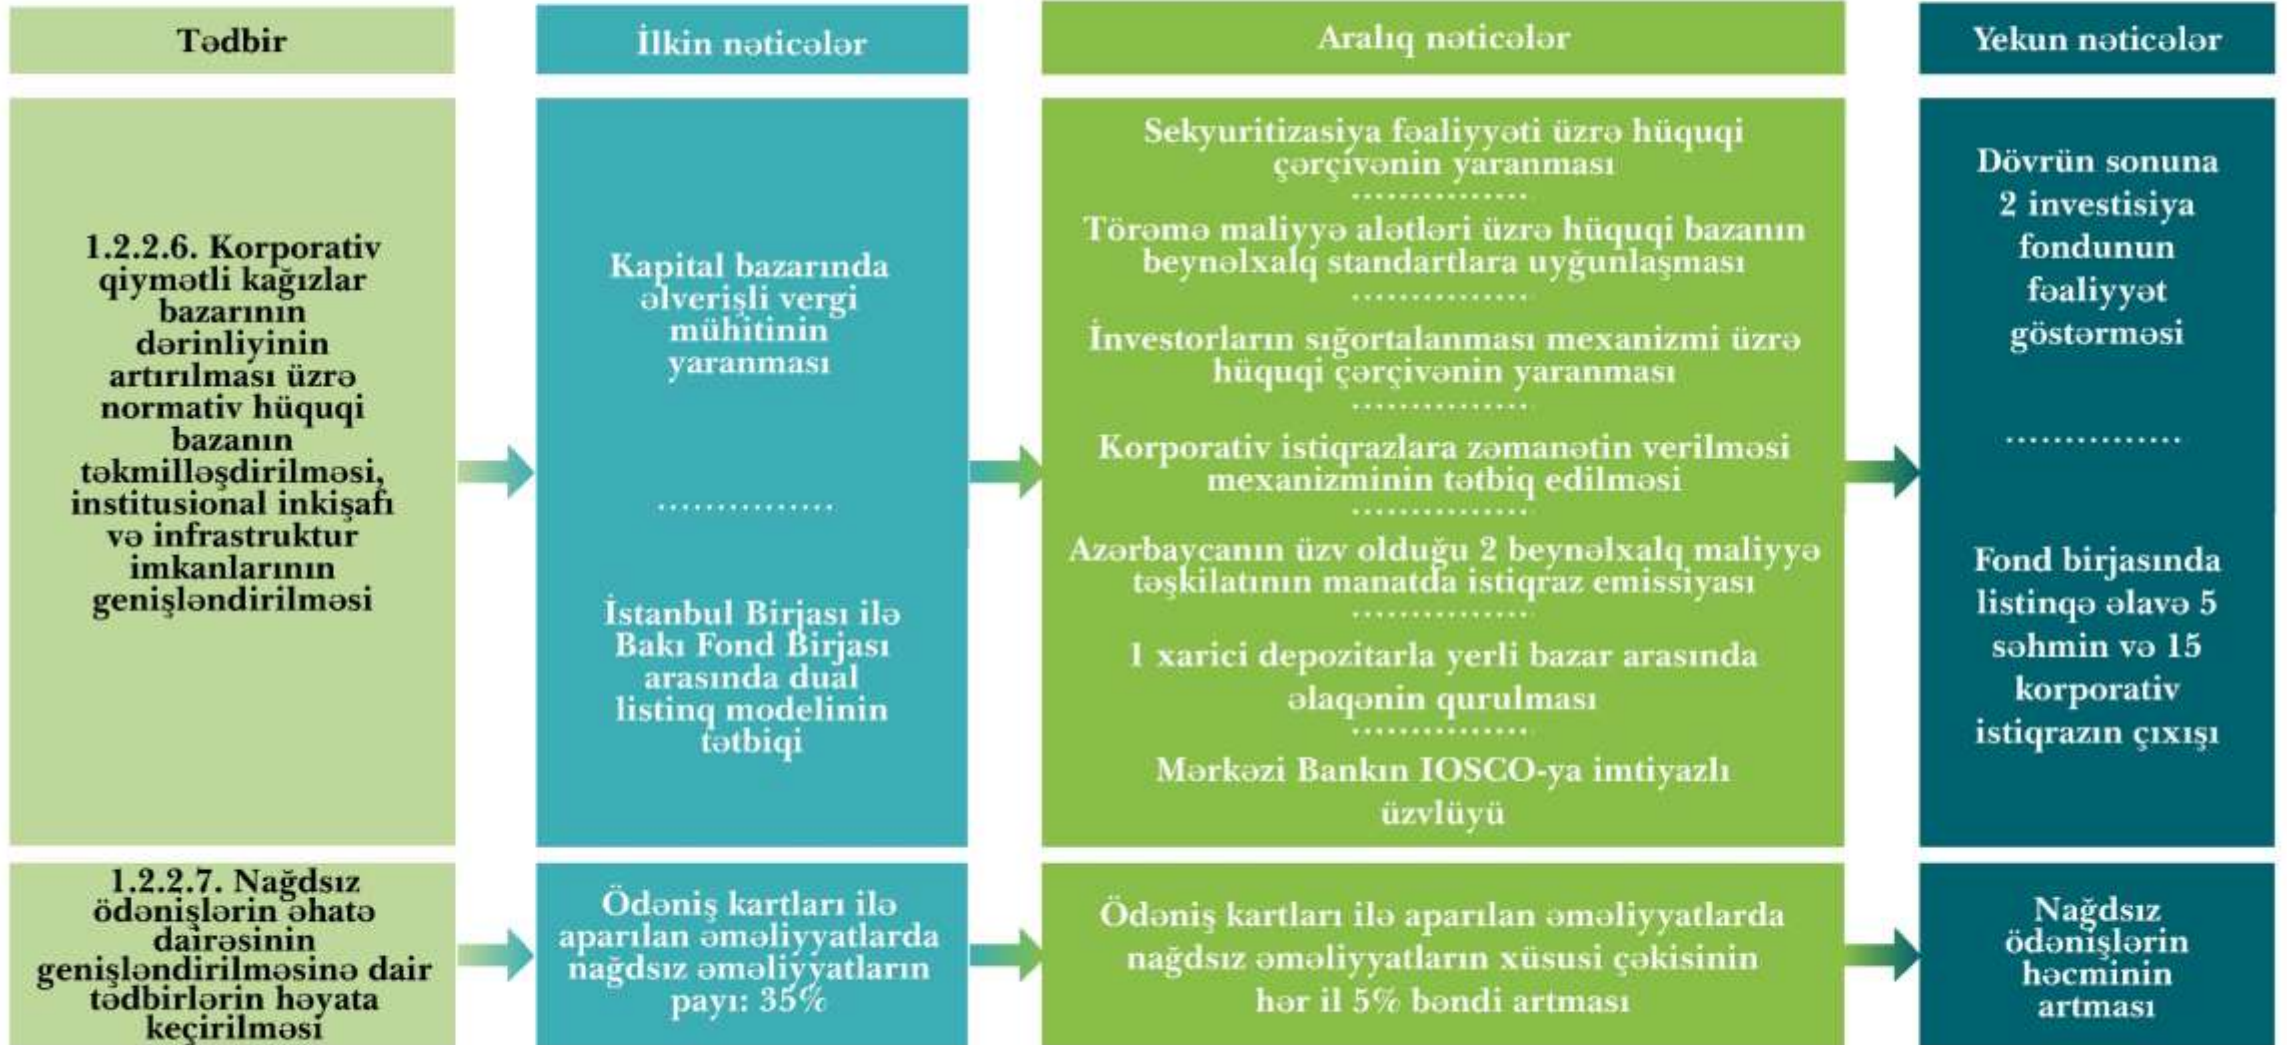 Tədbir
İlkin nəticələr
Aralıq nəticələr
Yekun nəticələr
1.2.2.6. Korporativ
qiymətli kağızlar
bazarının
dərinliyinin
artırılması üzrə
normativ hüquqi
bazanın
təkmilləşdirilməsi,
institusional inkişafı
və infrastruktur
imkanlarının
genişləndirilməsi
Kapital bazarında
əlverişli vergi
mühitinin
yaranması
...............
İstanbul Birjası ilə
Bakı Fond Birjası
arasında dual
listinq modelinin
tətbiqi
Sekyuritizasiya fəaliyyəti üzrə hüquqi
çərçivənin yaranması
...............
Törəmə maliyyə alətləri üzrə hüquqi bazanın
beynəlxalq standartlara uyğunlaşması
...............
İnvestorların sığortalanması mexanizmi üzrə
hüquqi çərçivənin yaranması
...............
Korporativ istiqrazlara zəmanətin verilməsi
mexanizminin tətbiq edilməsi
...............
Azərbaycanın üzv olduğu 2 beynəlxalq maliyyə
təşkilatının manatda istiqraz emissiyası
...............
1 xarici depozitarla yerli bazar arasında
əlaqənin qurulması
...............
Mərkəzi Bankın IOSCO-ya imtiyazlı
üzvlüyü
Dövrün sonuna
2 investisiya
fondunun
fəaliyyət
göstərməsi
...............
Fond birjasında
listinqə əlavə 5
səhmin və 15
korporativ
istiqrazın çıxışı
1.2.2.7. Nağdsız
ödənişlərin əhatə
dairəsinin
genişləndirilməsinə dair
tədbirlərin həyata
keçirilməsi
Ödəniş kartları ilə
aparılan əməliyyatlarda
nağdsız əməliyyatların
payı: 35%
Ödəniş kartları ilə aparılan əməliyyatlarda
nağdsız əməliyyatların xüsusi çəkisinin
hər il 5% bəndi artması
Nağdsız
ödənişlərin
həcminin
artması